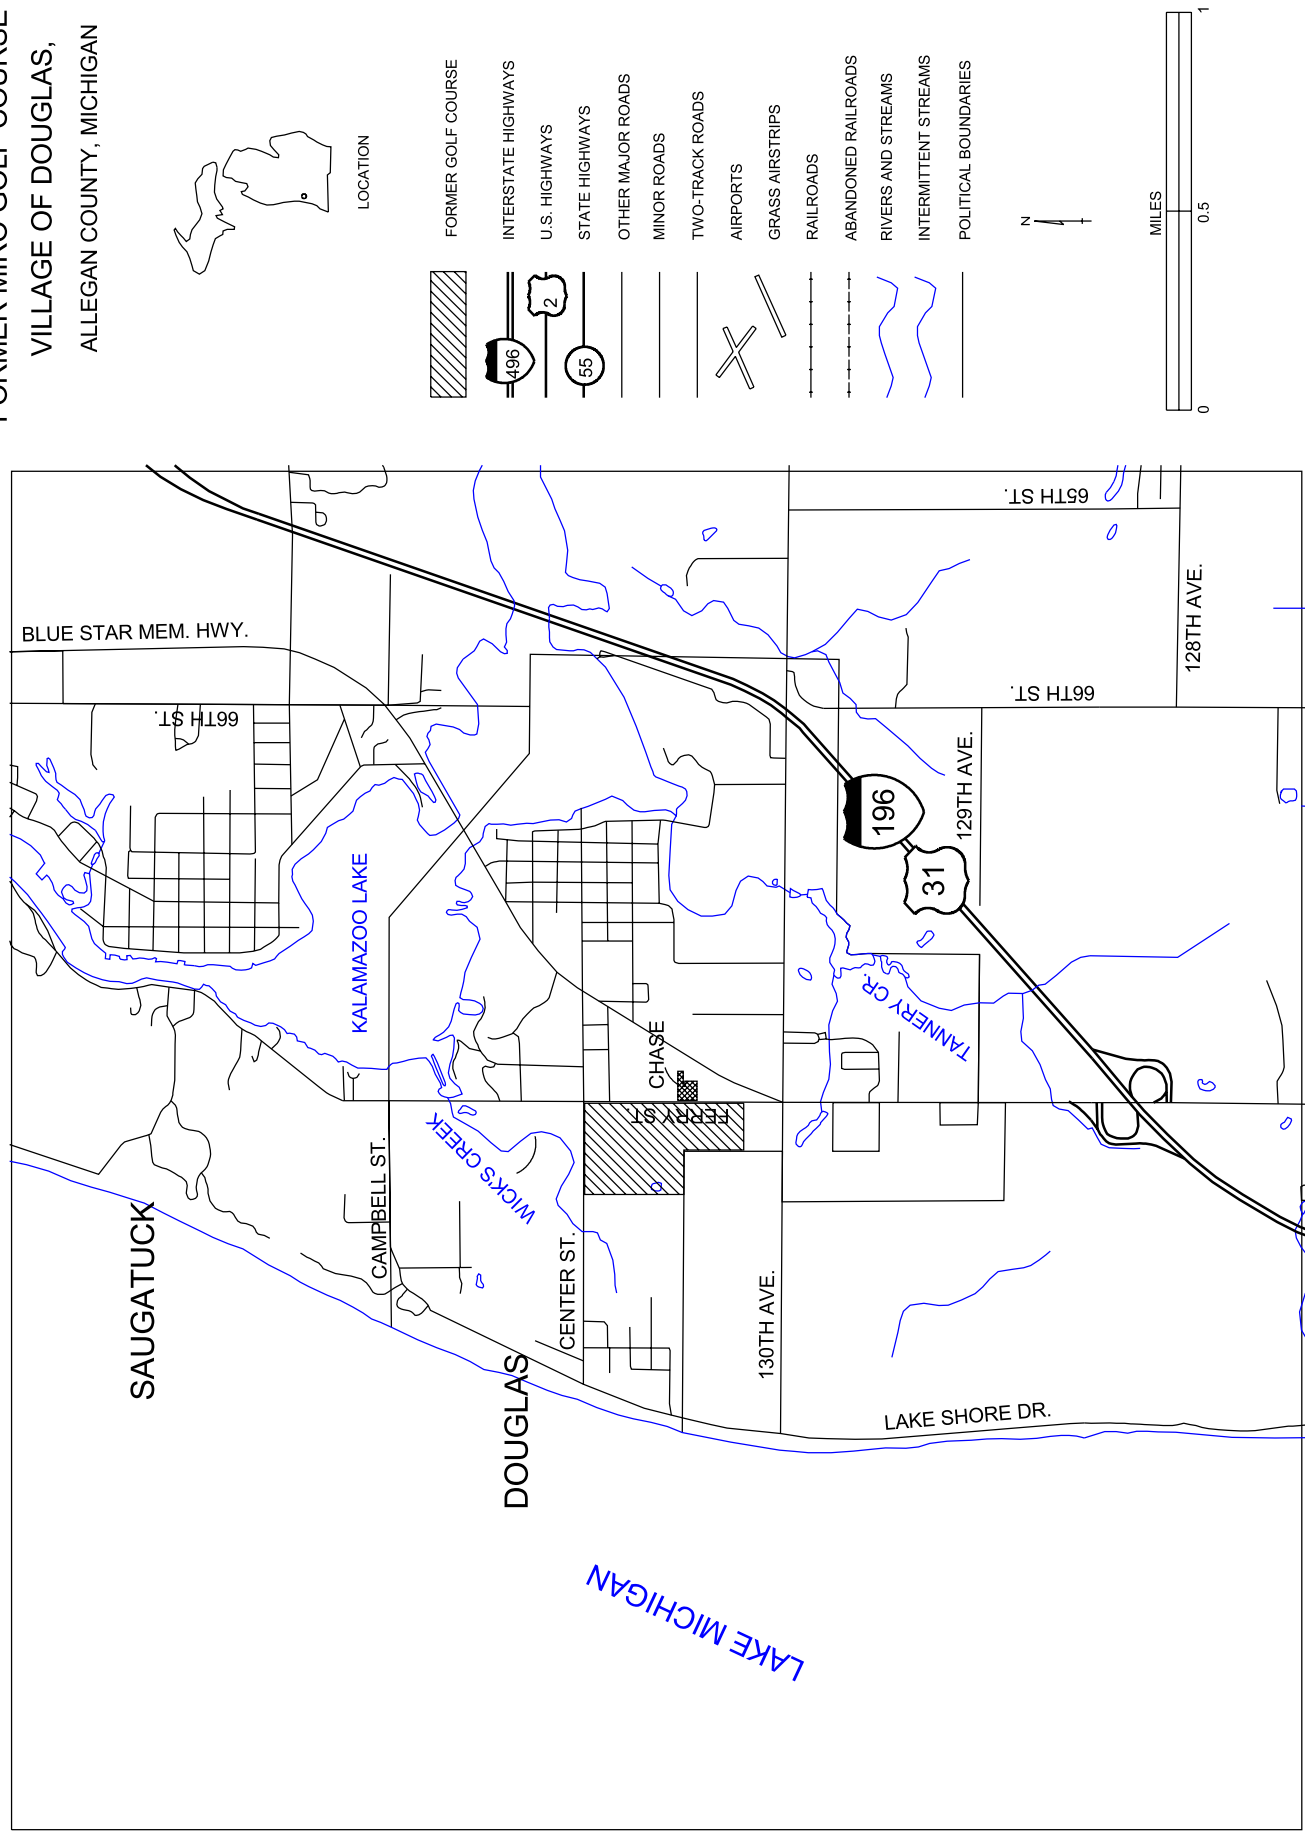 FORMER MIRO GOLF COURSE
VILLAGE OF DOUGLAS,
ALLEGAN COUNTY, MICHIGAN
LOCATION
FORMER GOLF COURSE
496
INTERSTATE HIGHWAYS
2
U.S. HIGHWAYS
55
STATE HIGHWAYS
OTHER MAJOR ROADS
MINOR ROADS
TWO-TRACK ROADS
AIRPORTS
GRASS AIRSTRIPS
RAILROADS
ABANDONED RAILROADS
RIVERS AND STREAMS
INTERMITTENT STREAMS
POLITICAL BOUNDARIES
N
MILES
0
0.5
1
SAUGATUCK
BLUE STAR MEM. HWY.
66TH ST.
KALAMAZOO LAKE
CAMPBELL ST.
WICK'S CREEK
DOUGLAS
CENTER ST.
CHASE
FERRY ST.
LAKE MICHIGAN
130TH AVE.
TANNERY CR.
196
31
LAKE SHORE DR.
129TH AVE.
66TH ST.
65TH ST.
128TH AVE.